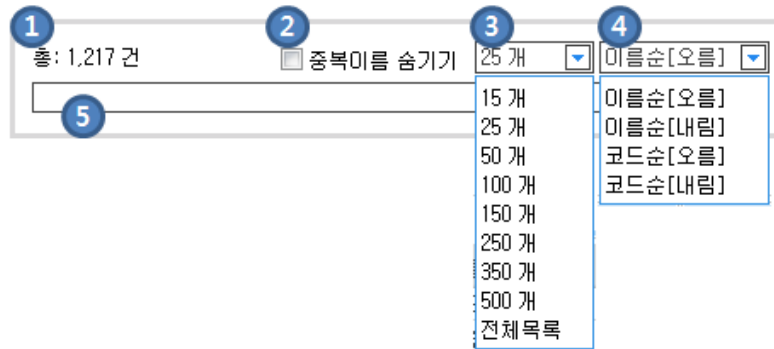 1 2 3 4
총: 1,217 건 중복이름 숨기기 25 개 이름순[오름]
5
15 개 이름순[오름]
25 개 이름순[내림]
50 개 코드순[오름]
100 개 코드순[내림]
150 개
250 개
350 개
500 개
전체목록